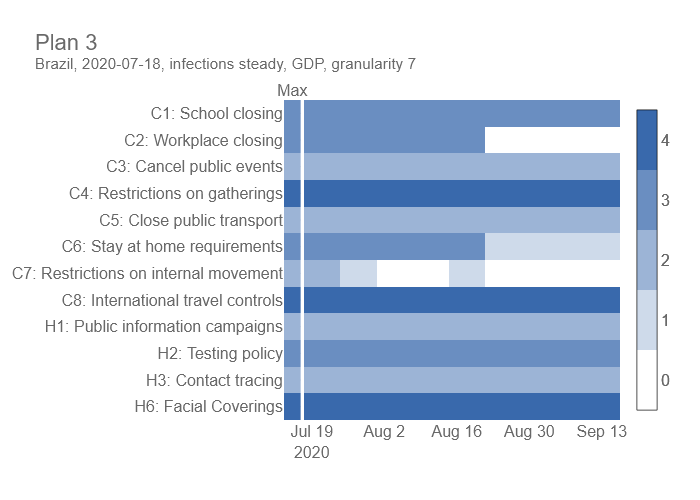 Plan 3
Brazil, 2020-07-18, infections steady, GDP, granularity 7
Max
C1: School closing
C2: Workplace closing
C3: Cancel public events
C4: Restrictions on gatherings
C5: Close public transport
C6: Stay at home requirements
C7: Restrictions on internal movement
C8: International travel controls
H1: Public information campaigns
H2: Testing policy
H3: Contact tracing
H6: Facial Coverings
Jul 19 Aug 2 Aug 16 Aug 30 Sep 13
2020
4
3
2
1
0